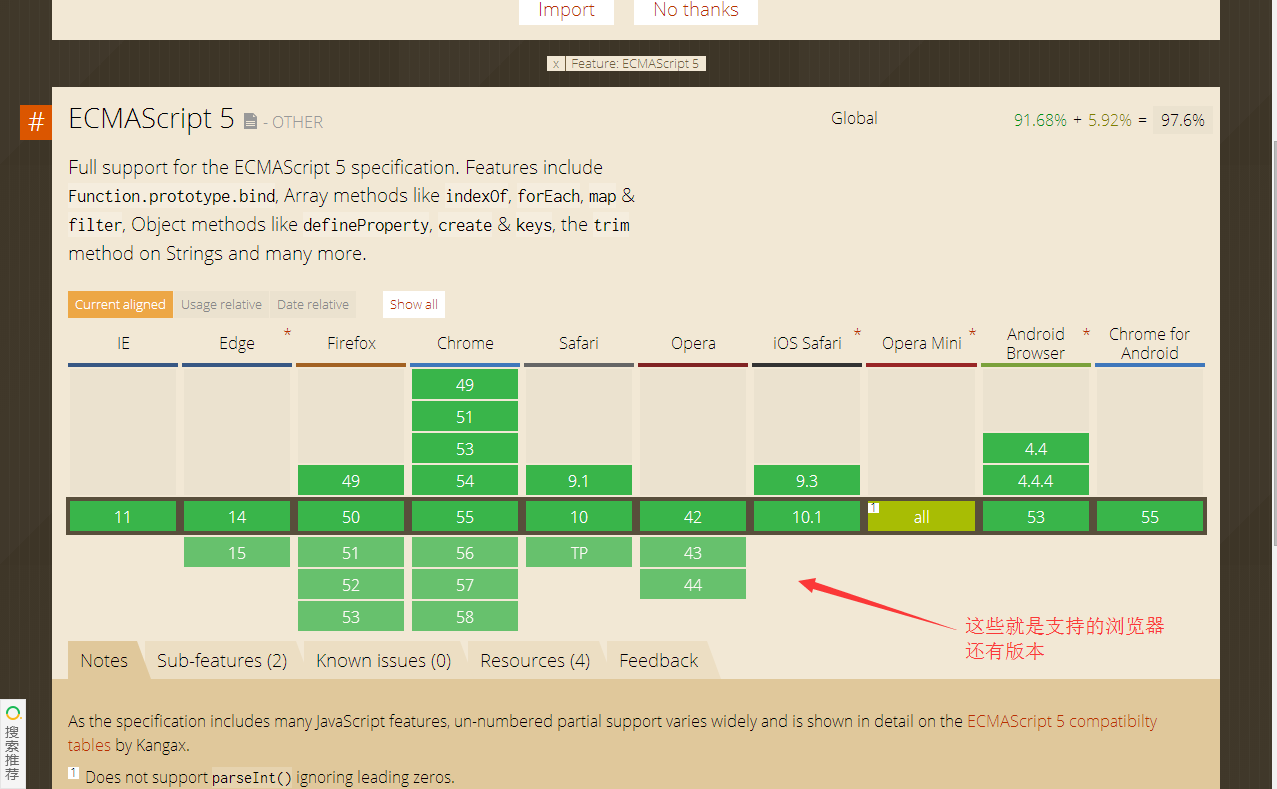 Import No thanks
x Feature: ECMAScript 5
# ECMAScript 5 - OTHER Global 91.68% + 5.92% = 97.6%
Full support for the ECMAScript 5 specification. Features include
Function.prototype.bind, Array methods like indexOf, forEach, map &
filter, Object methods like defineProperty, create & keys, the trim
method on Strings and many more.
Current aligned Usage relative Date relative Show all
IE Edge * Firefox Chrome Safari Opera iOS Safari * Opera Mini * Android Browser * Chrome for Android
49
51
53 4.4
49 54 9.1 9.3 4.4.4
11 14 50 55 10 42 10.1 1 all 53 55
15 51 56 TP 43
52 57 44
53 58
这些就是支持的浏览器
还有版本
Notes Sub-features (2) Known issues (0) Resources (4) Feedback
As the specification includes many JavaScript features, un-numbered partial support varies widely and is shown in detail on the ECMAScript 5 compatibilty
tables by Kangax.
1 Does not support parseInt() ignoring leading zeros.
搜
索
推
荐